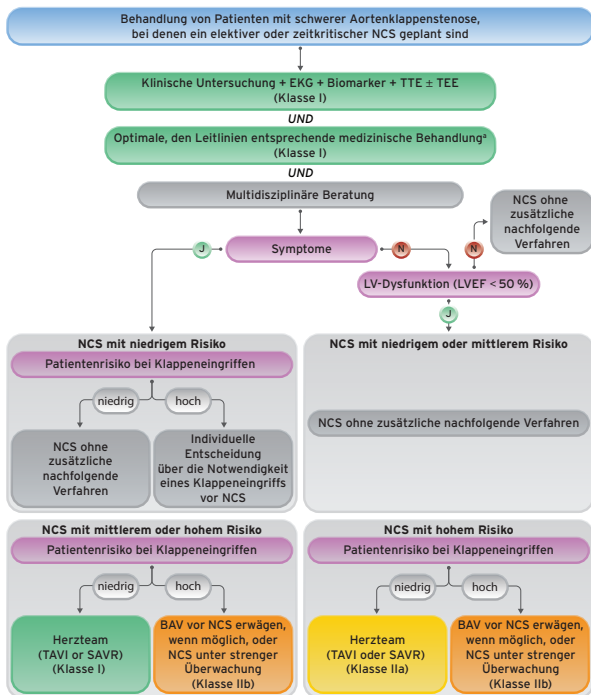 Behandlung von Patienten mit schwerer Aortenklappenstenose,
bei denen ein elektiver oder zeitkritischer NCS geplant sind
Klinische Untersuchung + EKG + Biomarker + TTE ± TEE
(Klasse I)
UND
Optimale, den Leitlinien entsprechende medizinische Behandlungª
(Klasse I)
UND
Multidisziplinäre Beratung
NCS ohne
zusätzliche
nachfolgende
Verfahren
J
Symptome
N
N
LV-Dysfunktion (LVEF < 50 %)
J
NCS mit niedrigem Risiko
Patientenrisiko bei Klappeneingriffen
niedrig
hoch
NCS ohne
zusätzliche
nachfolgende
Verfahren
Individuelle
Entscheidung
über die Notwendigkeit
eines Klappeneingriffs
vor NCS
NCS mit niedrigem oder mittlerem Risiko
NCS ohne zusätzliche nachfolgende Verfahren
NCS mit mittlerem oder hohem Risiko
Patientenrisiko bei Klappeneingriffen
niedrig
hoch
Herzteam
(TAVI or SAVR)
(Klasse I)
BAV vor NCS erwägen,
wenn möglich, oder
NCS unter strenger
Überwachung
(Klasse IIb)
NCS mit hohem Risiko
Patientenrisiko bei Klappeneingriffen
niedrig
hoch
Herzteam
(TAVI oder SAVR)
(Klasse IIa)
BAV vor NCS erwägen,
wenn möglich, oder
NCS unter strenger
Überwachung
(Klasse IIb)